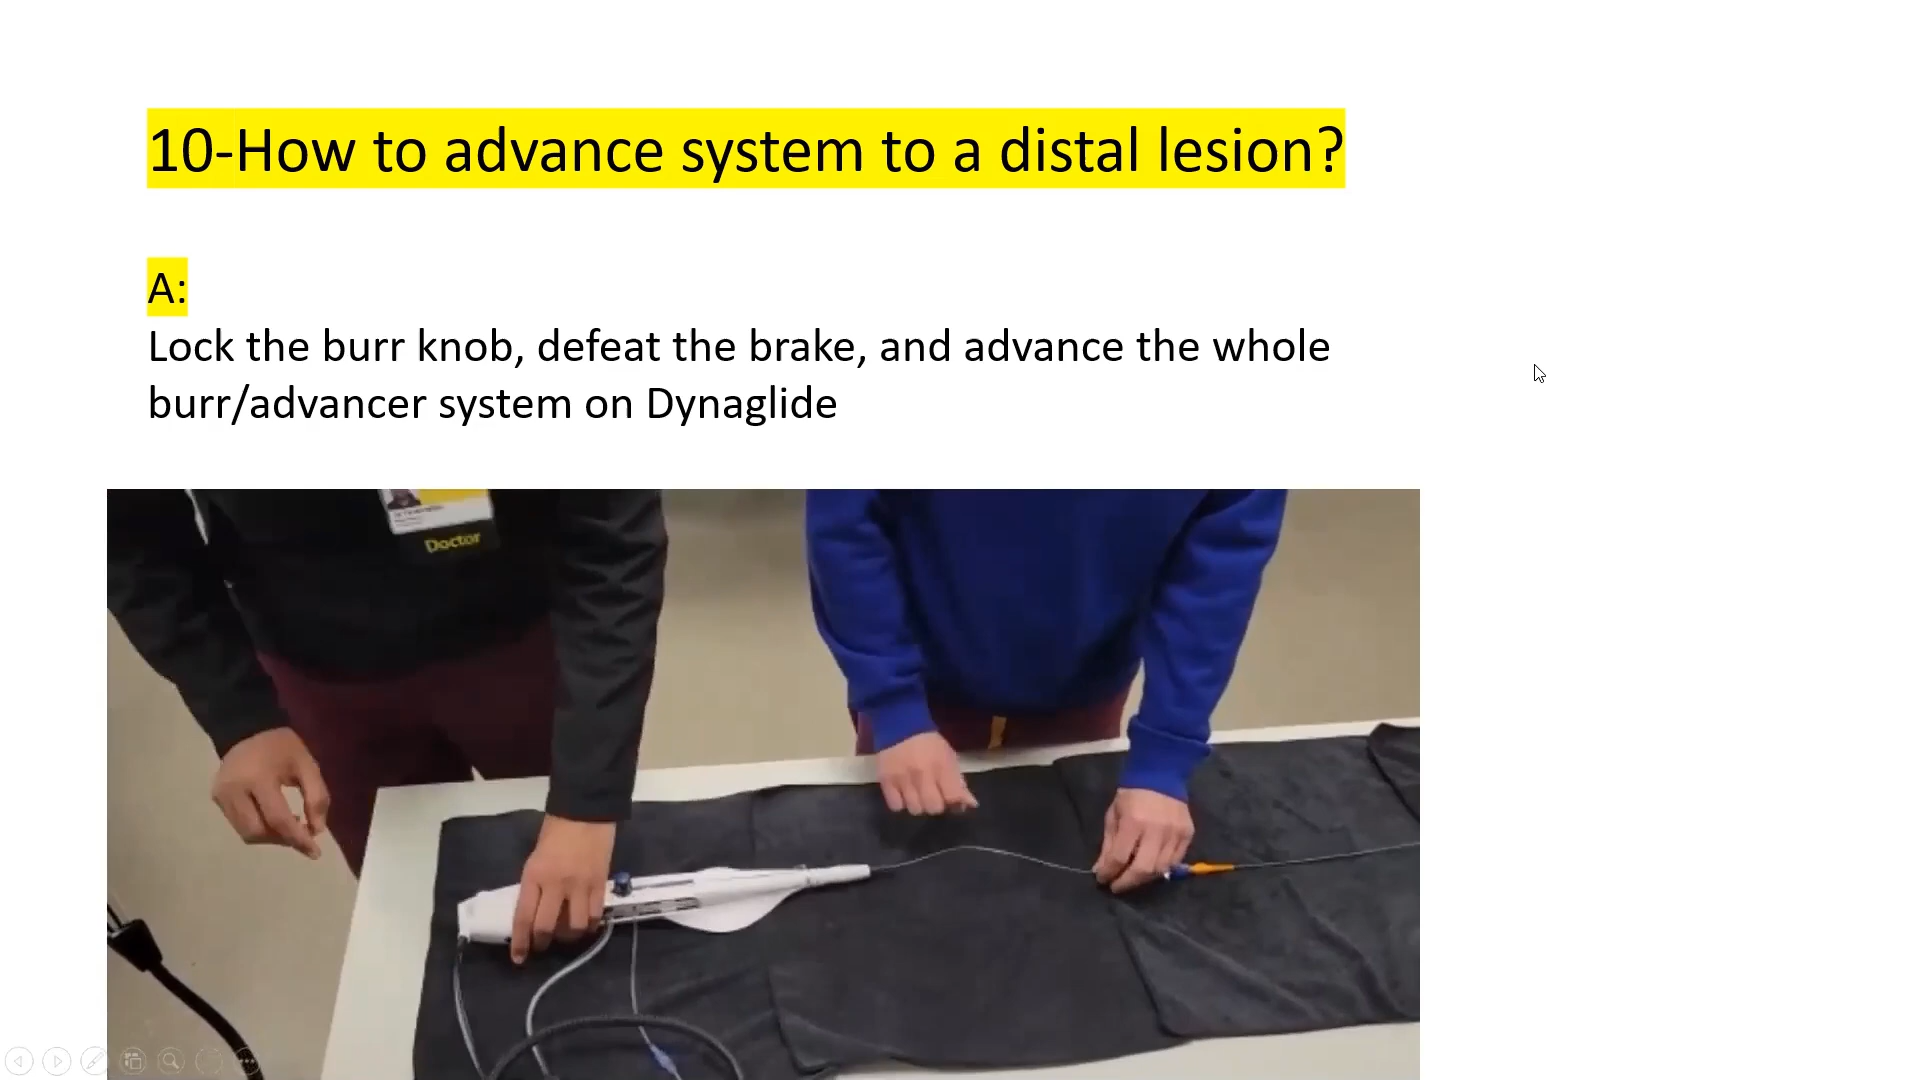 10-How to advance system to a distal lesion?
A:
Lock the burr knob, defeat the brake, and advance the whole
burr/advancer system on Dynaglide
Doctor